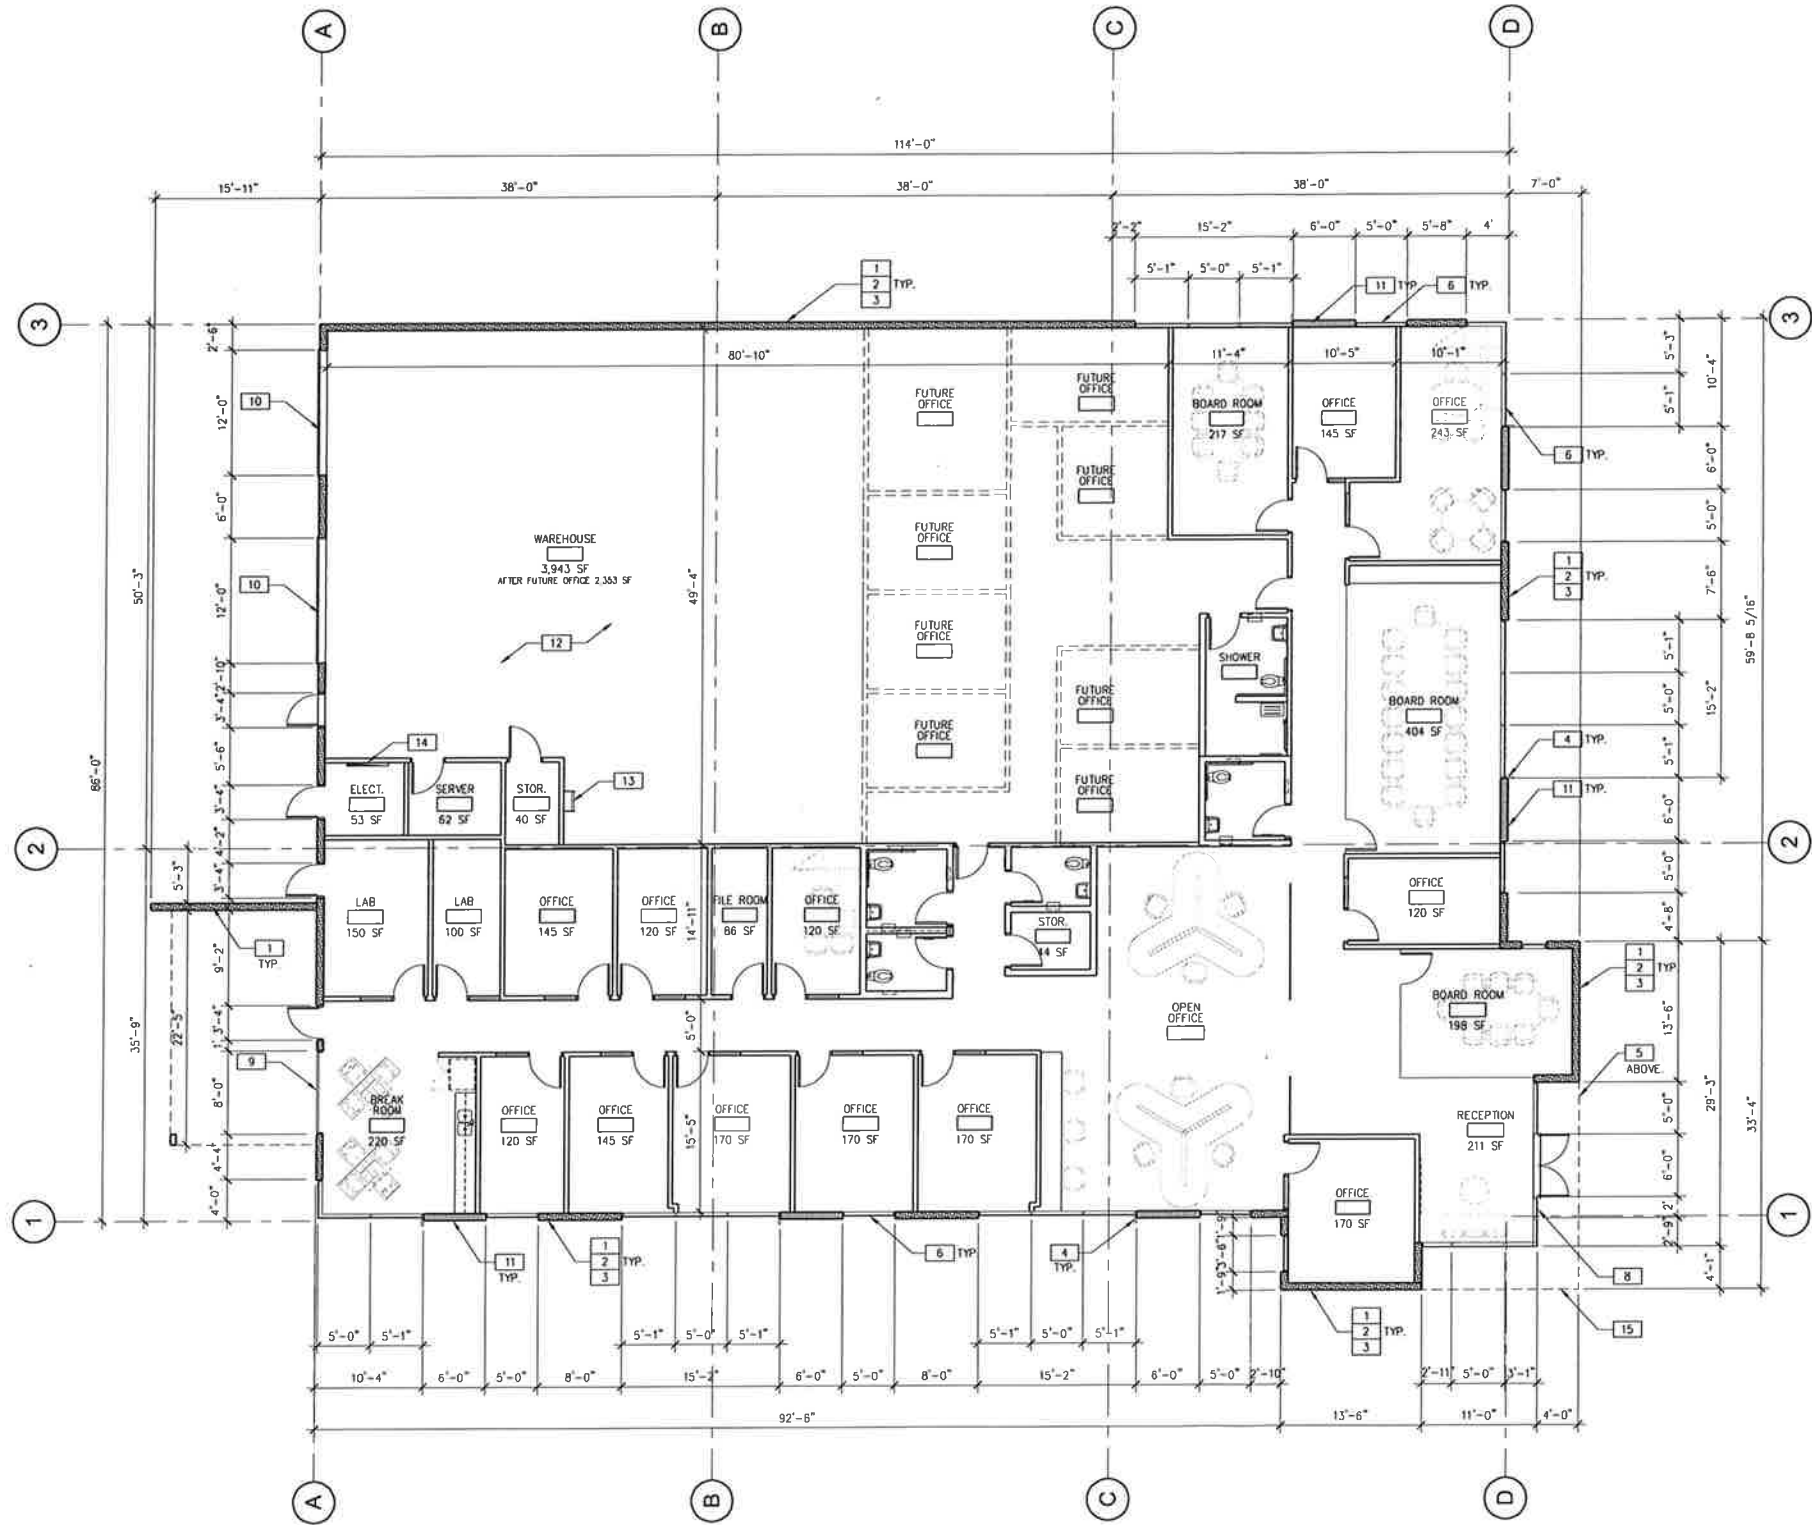 A
B
C
D
114'-0"
15'-11"
38'-0"
38'-0"
38'-0"
7'-0"
2'-2"
15'-2"
6'-0"
5'-0"
5'-8"
4'
5'-1"
5'-0"
5'-1"
1
2
3
TYP.
11 TYP
6 TYP.
3
3
2'-6"
80'-10"
11'-4"
10'-5"
10'-1"
5'-3"
10'-4"
10
12'-0"
FUTURE
OFFICE
FUTURE
OFFICE
BOARD ROOM
217 SF
OFFICE
145 SF
OFFICE
243 SF
5'-1"
6 TYP.
6'-0"
6'-0"
FUTURE
OFFICE
5'-0"
WAREHOUSE
3,943 SF
AFTER FUTURE OFFICE 2,353 SF
FUTURE
OFFICE
1
2
3
TYP.
7'-6"
50'-3"
10
12'-0"
49'-4"
59'-8 5/16"
12
FUTURE
OFFICE
SHOWER
5'-1"
2'-10"
3'-4"
FUTURE
OFFICE
BOARD ROOM
404 SF
5'-0"
15'-2"
14
FUTURE
OFFICE
4 TYP.
5'-1"
5'-6"
86'-0"
13
ELECT.
53 SF
SERVER
62 SF
STOR.
40 SF
FUTURE
OFFICE
11
TYP.
3'-4"
6'-0"
2
2
4'-2"
5'-3"
3'-4"
5'-0"
LAB
150 SF
LAB
100 SF
OFFICE
145 SF
OFFICE
120 SF
FILE ROOM
86 SF
OFFICE
120 SF
14'-11"
STOR.
44 SF
OFFICE
120 SF
4'-8"
1
TYP
9'-2"
1
2
3
TYP
BOARD ROOM
198 SF
OPEN
OFFICE
13'-6"
35'-9"
22'-5"
3'-4"
1'
5'-0"
9
5
ABOVE.
8'-0"
BREAK
ROOM
220 SF
OFFICE
120 SF
OFFICE
145 SF
OFFICE
170 SF
OFFICE
170 SF
OFFICE
170 SF
15'-5"
RECEPTION
211 SF
5'-0"
29'-3"
33'-4"
4'-4"
6'-0"
4'-0"
OFFICE
170 SF
2'
2'-9"
1
1
11
TYP.
1
2
3
TYP.
6 TYP
4
TYP.
1'-9"
3'-6"
1'-9"
4'-1"
8
1
2
3
TYP.
15
5'-0"
5'-1"
5'-1"
5'-0"
5'-1"
5'-1"
5'-0"
5'-1"
10'-4"
6'-0"
5'-0"
8'-0"
15'-2"
6'-0"
5'-0"
8'-0"
15'-2"
6'-0"
5'-0"
2'-10"
2'-11"
5'-0"
3'-1"
92'-6"
13'-6"
11'-0"
4'-0"
A
B
C
D